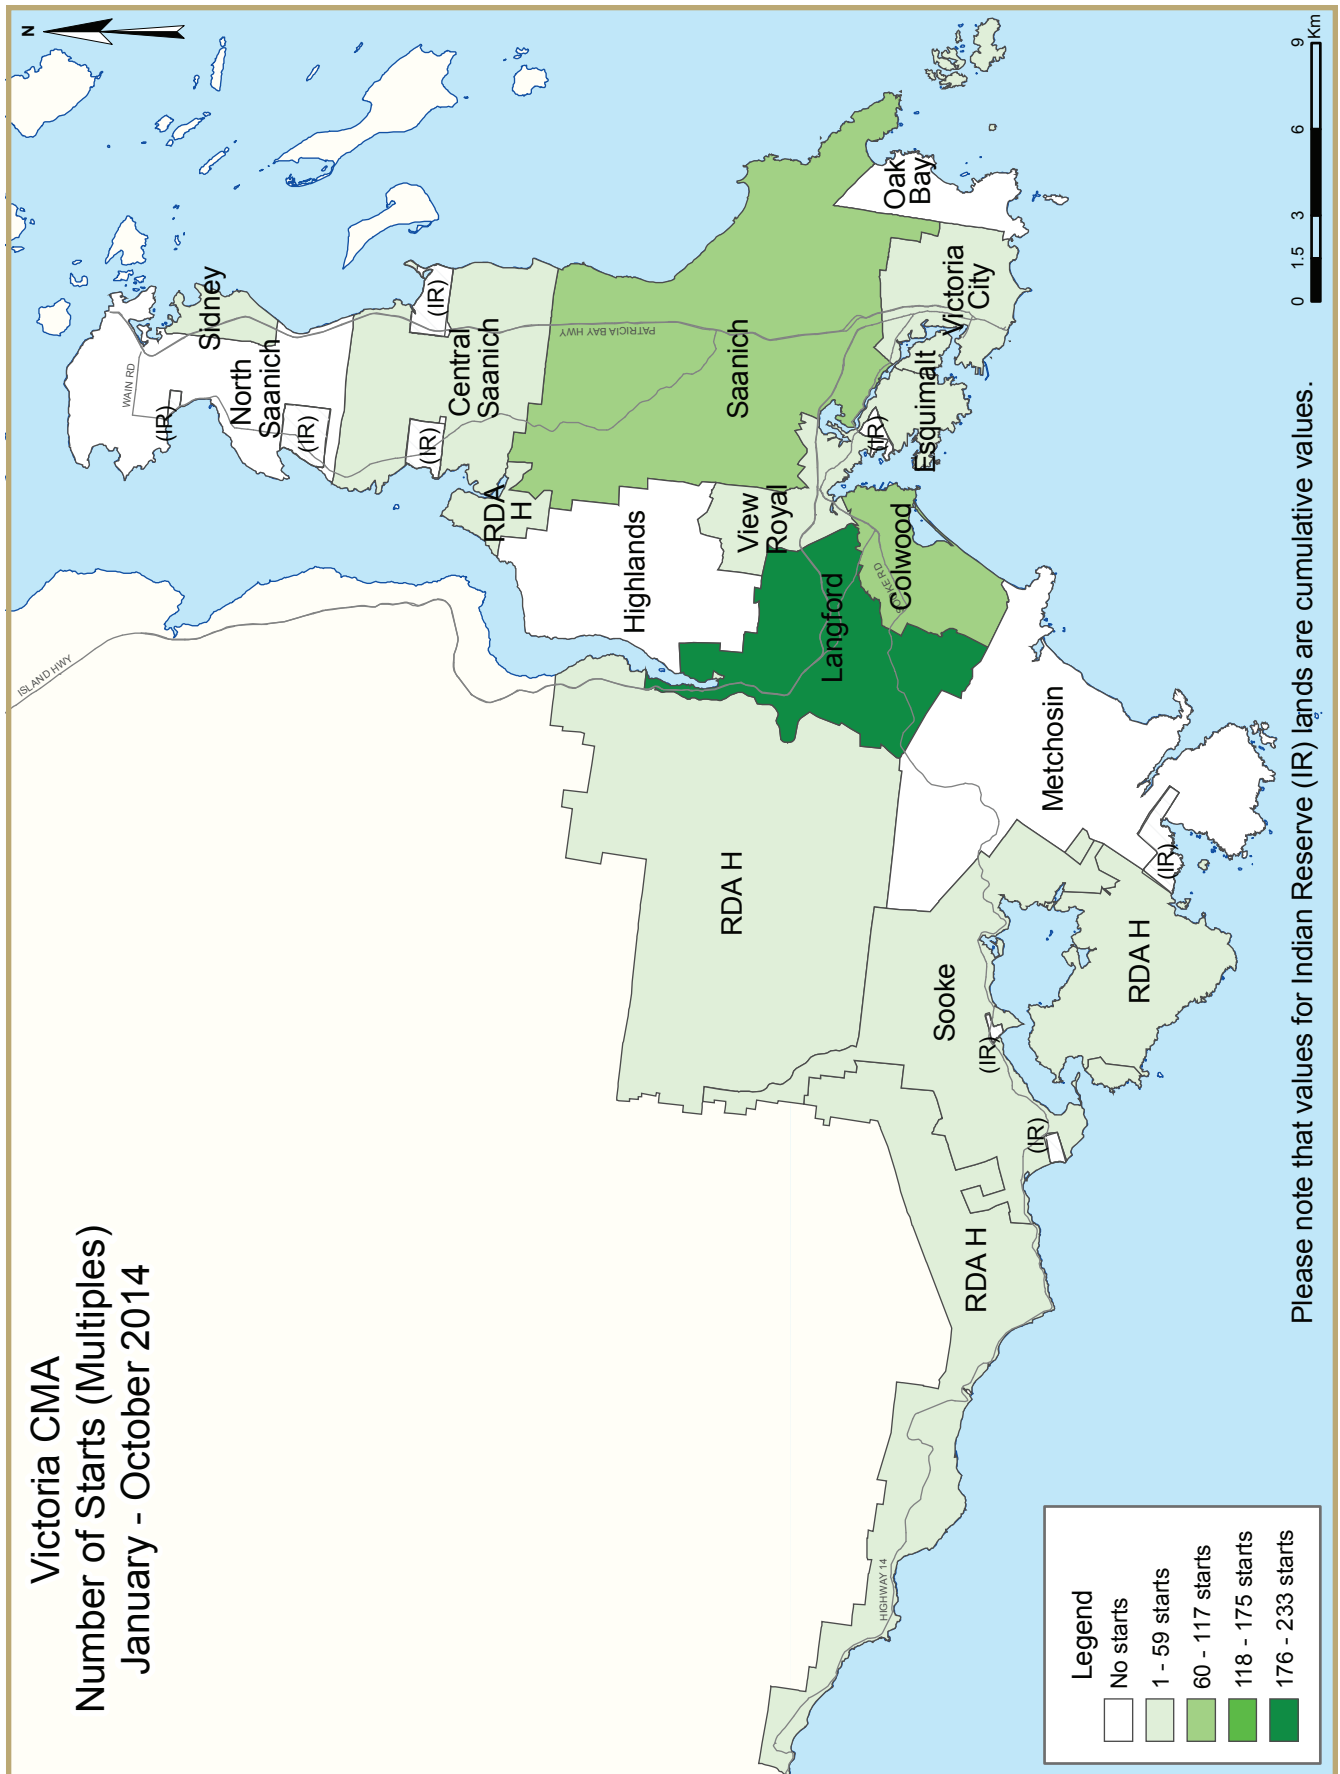 Victoria CMA
Number of Starts (Multiples)
January - October 2014
N
ISLAND HWY
WAIN RD
Sidney
North
Saanich
(IR)
(IR)
(IR)
(IR)
Central
Saanich
PATRICIA BAY HWY
RDA
H
Saanich
Highlands
View
Royal
Oak
Bay
Victoria
City
Esquimalt
(IR)
Langford
Colwood
Metchosin
(IR)
RDA H
Sooke
(IR)
RDA H
(IR)
RDA H
HIGHWAY 14
Legend
No starts
1 - 59 starts
60 - 117 starts
118 - 175 starts
176 - 233 starts
0 1.5 3 6 9
Km
Please note that values for Indian Reserve (IR) lands are cumulative values.